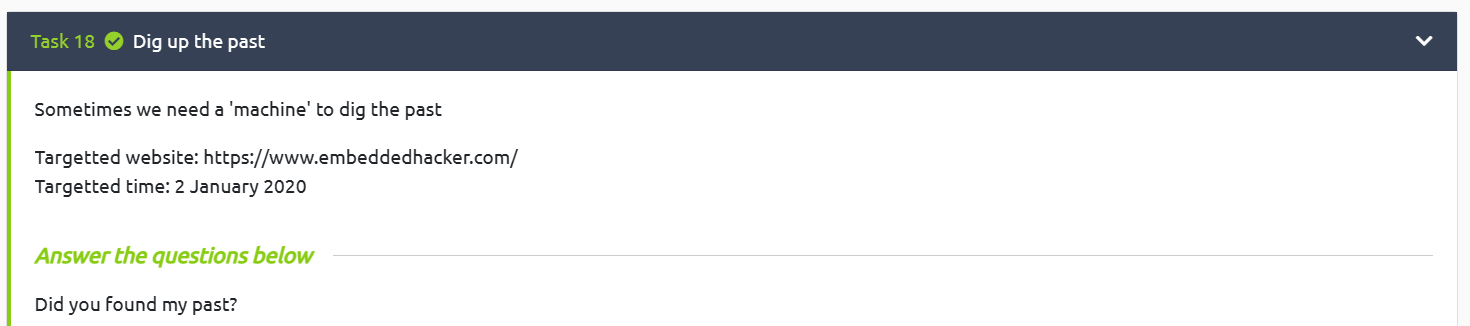 Task 18 Dig up the past
Sometimes we need a 'machine' to dig the past
Targetted website: https://www.embeddedhacker.com/
Targetted time: 2 January 2020
Answer the questions below
Did you found my past?